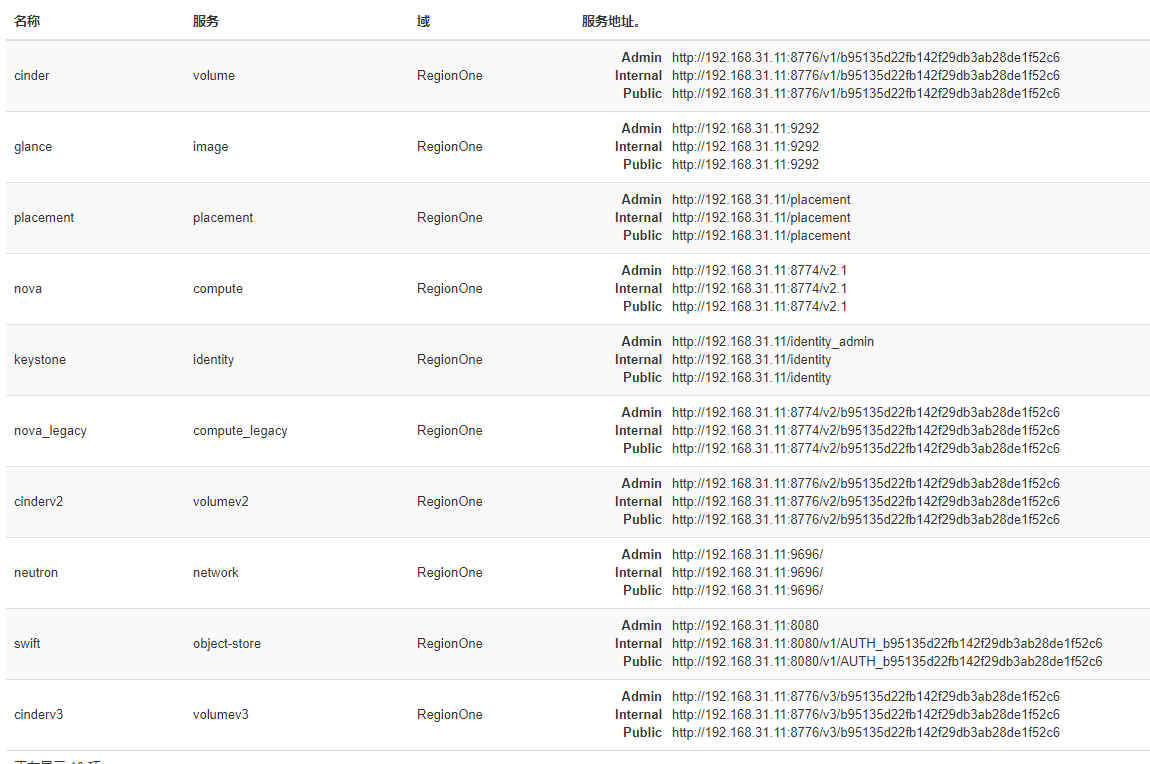 名称 服务 域 服务地址。
Admin http://192.168.31.11:8776/v1/b95135d22fb142f29db3ab28de1f52c6
cinder volume RegionOne Internal http://192.168.31.11:8776/v1/b95135d22fb142f29db3ab28de1f52c6
Public http://192.168.31.11:8776/v1/b95135d22fb142f29db3ab28de1f52c6
Admin http://192.168.31.11:9292
glance image RegionOne Internal http://192.168.31.11:9292
Public http://192.168.31.11:9292
Admin http://192.168.31.11/placement
placement placement RegionOne Internal http://192.168.31.11/placement
Public http://192.168.31.11/placement
Admin http://192.168.31.11:8774/v2.1
nova compute RegionOne Internal http://192.168.31.11:8774/v2.1
Public http://192.168.31.11:8774/v2.1
Admin http://192.168.31.11/identity_admin
keystone identity RegionOne Internal http://192.168.31.11/identity
Public http://192.168.31.11/identity
Admin http://192.168.31.11:8774/v2/b95135d22fb142f29db3ab28de1f52c6
nova_legacy compute_legacy RegionOne Internal http://192.168.31.11:8774/v2/b95135d22fb142f29db3ab28de1f52c6
Public http://192.168.31.11:8774/v2/b95135d22fb142f29db3ab28de1f52c6
Admin http://192.168.31.11:8776/v2/b95135d22fb142f29db3ab28de1f52c6
cinderv2 volumev2 RegionOne Internal http://192.168.31.11:8776/v2/b95135d22fb142f29db3ab28de1f52c6
Public http://192.168.31.11:8776/v2/b95135d22fb142f29db3ab28de1f52c6
Admin http://192.168.31.11:9696/
neutron network RegionOne Internal http://192.168.31.11:9696/
Public http://192.168.31.11:9696/
Admin http://192.168.31.11:8080
swift object-store RegionOne Internal http://192.168.31.11:8080/v1/AUTH_b95135d22fb142f29db3ab28de1f52c6
Public http://192.168.31.11:8080/v1/AUTH_b95135d22fb142f29db3ab28de1f52c6
Admin http://192.168.31.11:8776/v3/b95135d22fb142f29db3ab28de1f52c6
cinderv3 volumev3 RegionOne Internal http://192.168.31.11:8776/v3/b95135d22fb142f29db3ab28de1f52c6
Public http://192.168.31.11:8776/v3/b95135d22fb142f29db3ab28de1f52c6